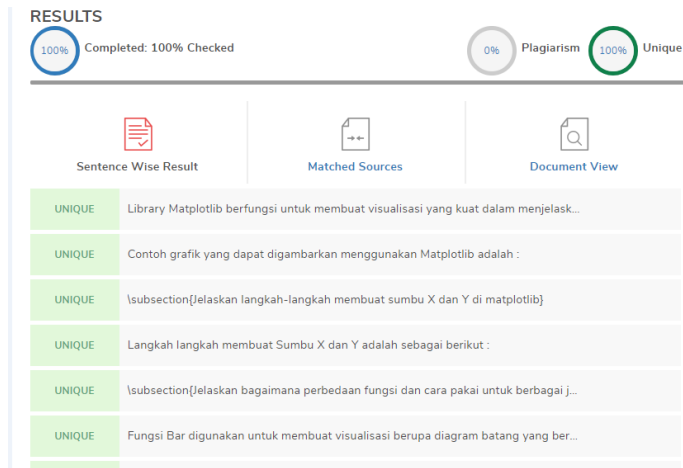 RESULTS
100% Completed: 100% Checked 0% Plagiarism 100% Unique
Sentence Wise Result Matched Sources Document View
UNIQUE Library Matplotlib berfungsi untuk membuat visualisasi yang kuat dalam menjelask...
UNIQUE Contoh grafik yang dapat digambarkan menggunakan Matplotlib adalah :
UNIQUE \subsection{Jelaskan langkah-langkah membuat sumbu X dan Y di matplotlib}
UNIQUE Langkah langkah membuat Sumbu X dan Y adalah sebagai berikut :
UNIQUE \subsection{Jelaskan bagaimana perbedaan fungsi dan cara pakai untuk berbagai j...
UNIQUE Fungsi Bar digunakan untuk membuat visualisasi berupa diagram batang yang ber...